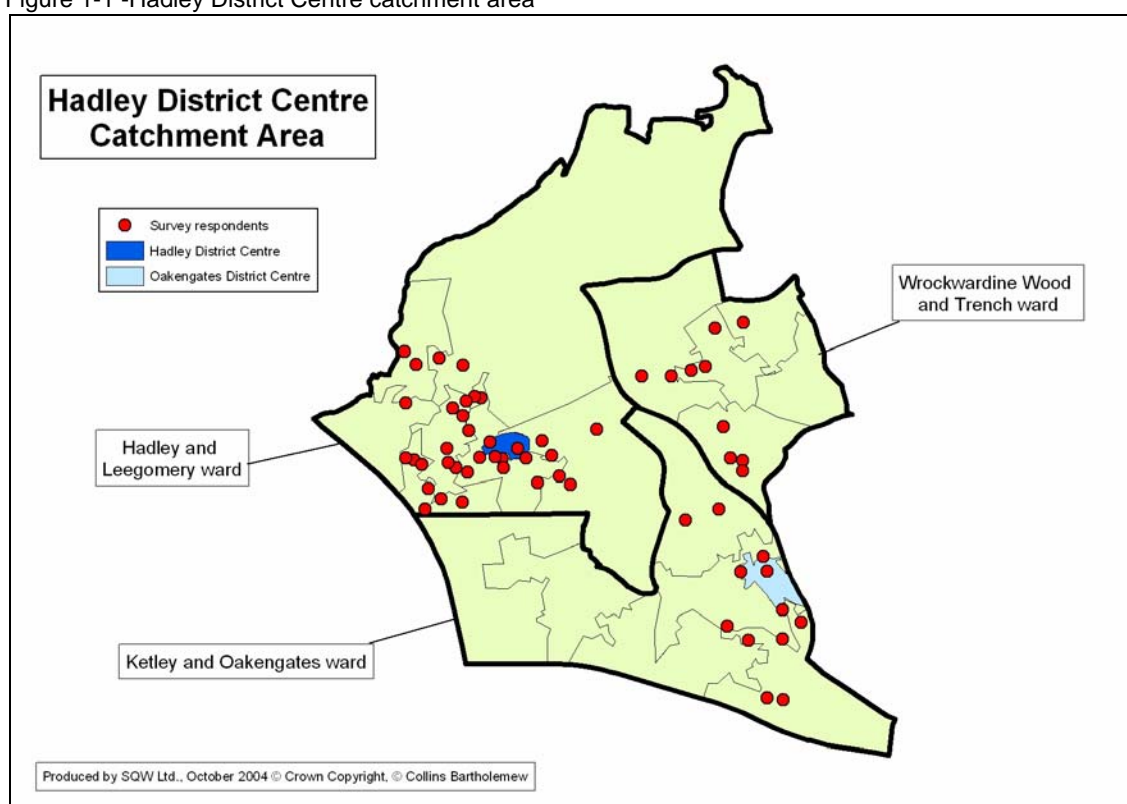 Figure 1-1 -Hadley District Centre catchment area
Hadley District Centre
Catchment Area
Survey respondents
Hadley District Centre
Oakengates District Centre
Wrockwardine Wood
and Trench ward
Hadley and
Leegomery ward
Ketley and Oakengates ward
Produced by SQW Ltd., October 2004 © Crown Copyright, © Collins Bartholemew